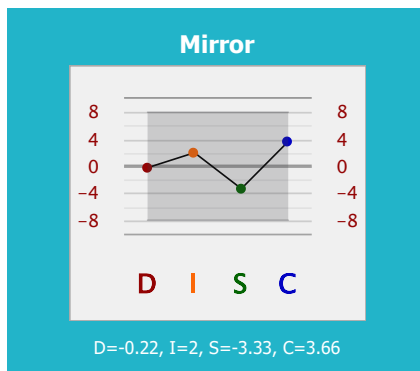 Mirror
8 8
4 4
0 0
−4 −4
−8 −8
D I S C
D=-0.22, I=2, S=-3.33, C=3.66